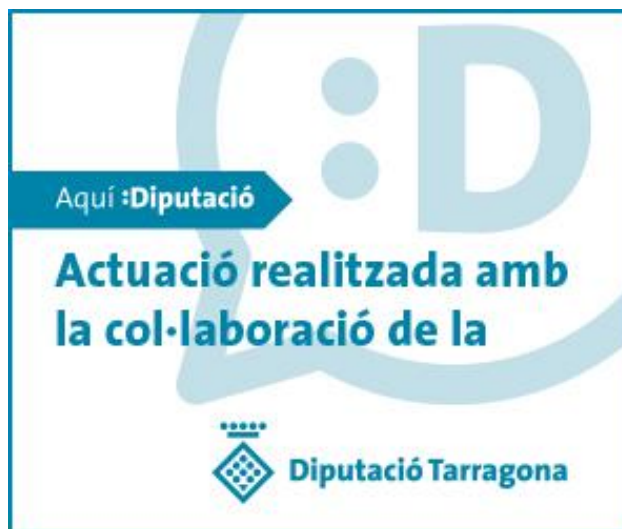 :D
Aquí :Diputació
Actuació realitzada amb
la col·laboració de la
Diputació Tarragona